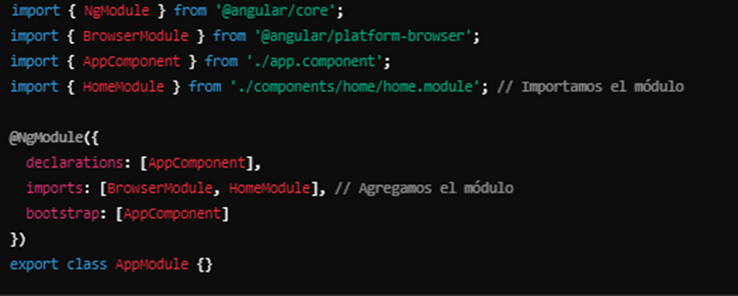 import { NgModule } from '@angular/core';
import { BrowserModule } from '@angular/platform-browser';
import { AppComponent } from './app.component';
import { HomeModule } from './components/home/home.module'; // Importamos el módulo
@NgModule({
declarations: [AppComponent],
imports: [BrowserModule, HomeModule], // Agregamos el módulo
bootstrap: [AppComponent]
})
export class AppModule {}